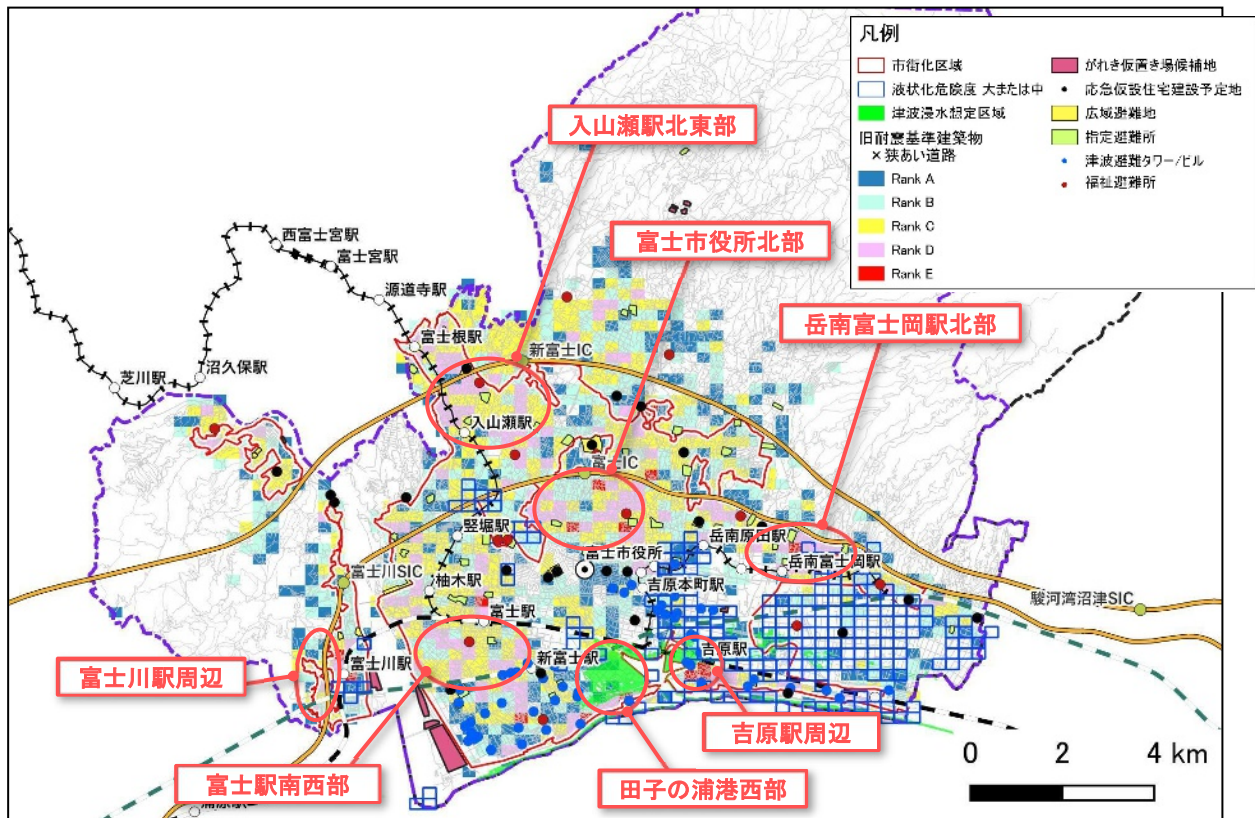 凡例
市街化区域
液状化危険度 大または中
津波浸水想定区域
旧耐震基準建築物
×狭あい道路
Rank A
Rank B
Rank C
Rank D
Rank E
がれき仮置き場候補地
応急仮設住宅建設予定地
広域避難地
指定避難所
津波避難タワー/ビル
福祉避難所
入山瀬駅北東部
富士市役所北部
岳南富士岡駅北部
西富士宮駅
富士宮駅
源道寺駅
富士根駅
新富士IC
沼久保駅
芝川駅
入山瀬駅
富士IC
竪堀駅
富士市役所
岳南原田駅
岳南富士岡駅
吉原本町駅
富士川SIC
柚木駅
富士駅
駿河湾沼津SIC
富士川駅
新富士駅
吉原駅
富士川駅周辺
吉原駅周辺
富士駅南西部
田子の浦港西部
0 2 4 km